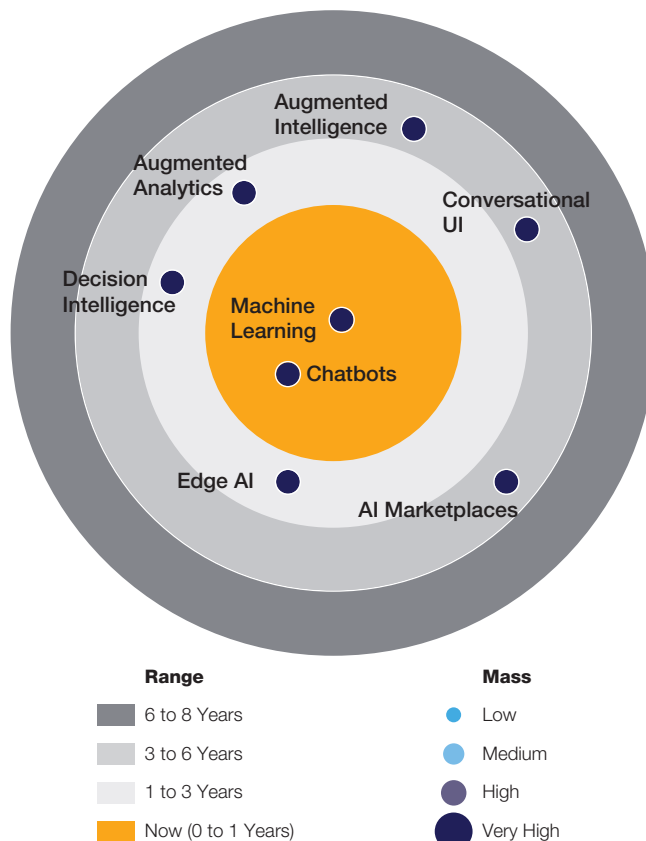 Augmented
Intelligence
Augmented
Analytics
Conversational
UI
Decision
Intelligence
Machine
Learning
Chatbots
Edge AI
AI Marketplaces
Range
6 to 8 Years
3 to 6 Years
1 to 3 Years
Now (0 to 1 Years)
Mass
Low
Medium
High
Very High